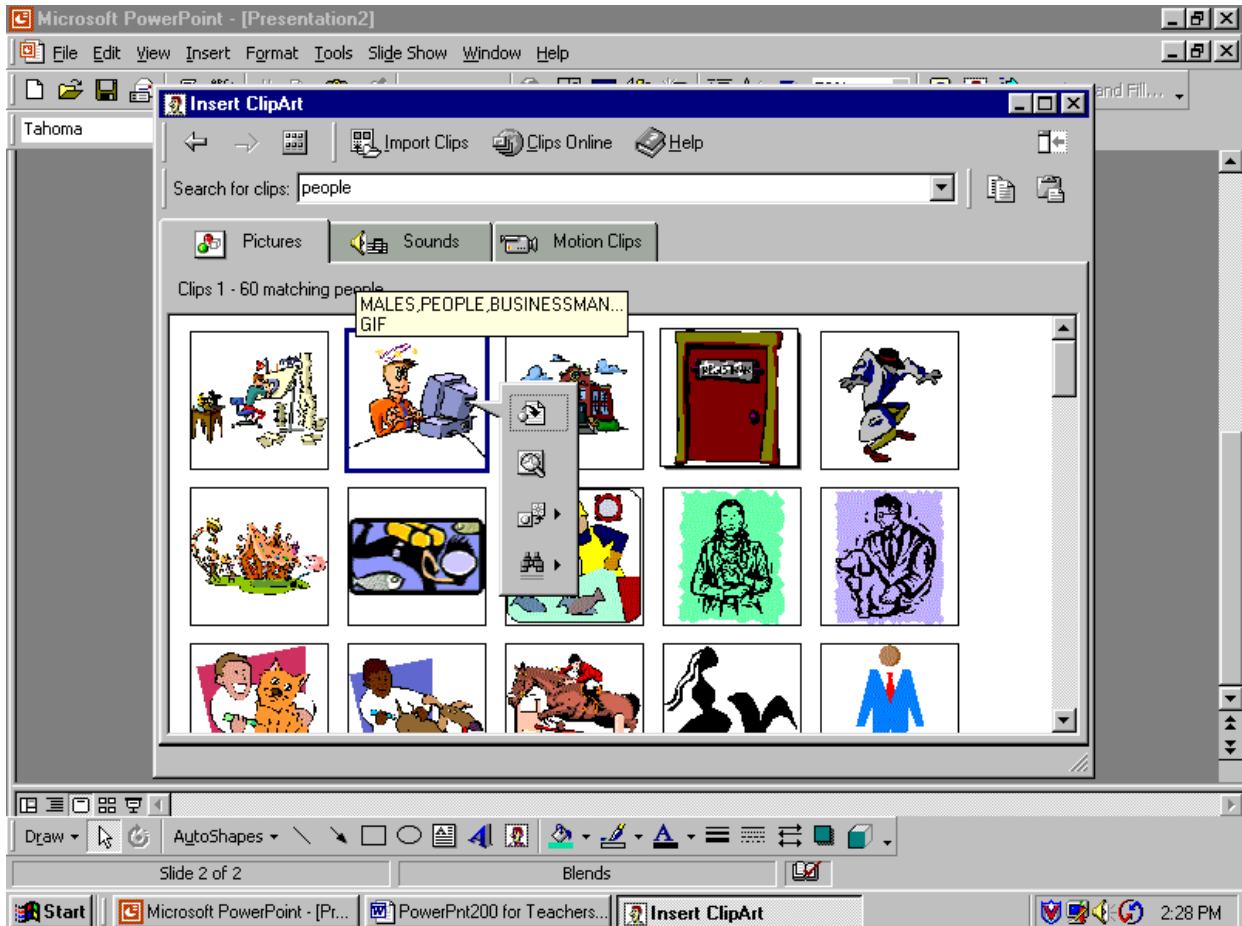 Microsoft PowerPoint - [Presentation2]
File Edit View Insert Format Tools Slide Show Window Help
and Fill...
Insert ClipArt
Tahoma
Import Clips Clips Online Help
Search for clips: people
Pictures Sounds Motion Clips
Clips 1 - 60 matching people
MALES,PEOPLE,BUSINESSMAN...
GIF
REGISTRAR
Draw AutoShapes
Slide 2 of 2 Blends
Start Microsoft PowerPoint - [Pr... PowerPnt200 for Teachers... Insert ClipArt 2:28 PM